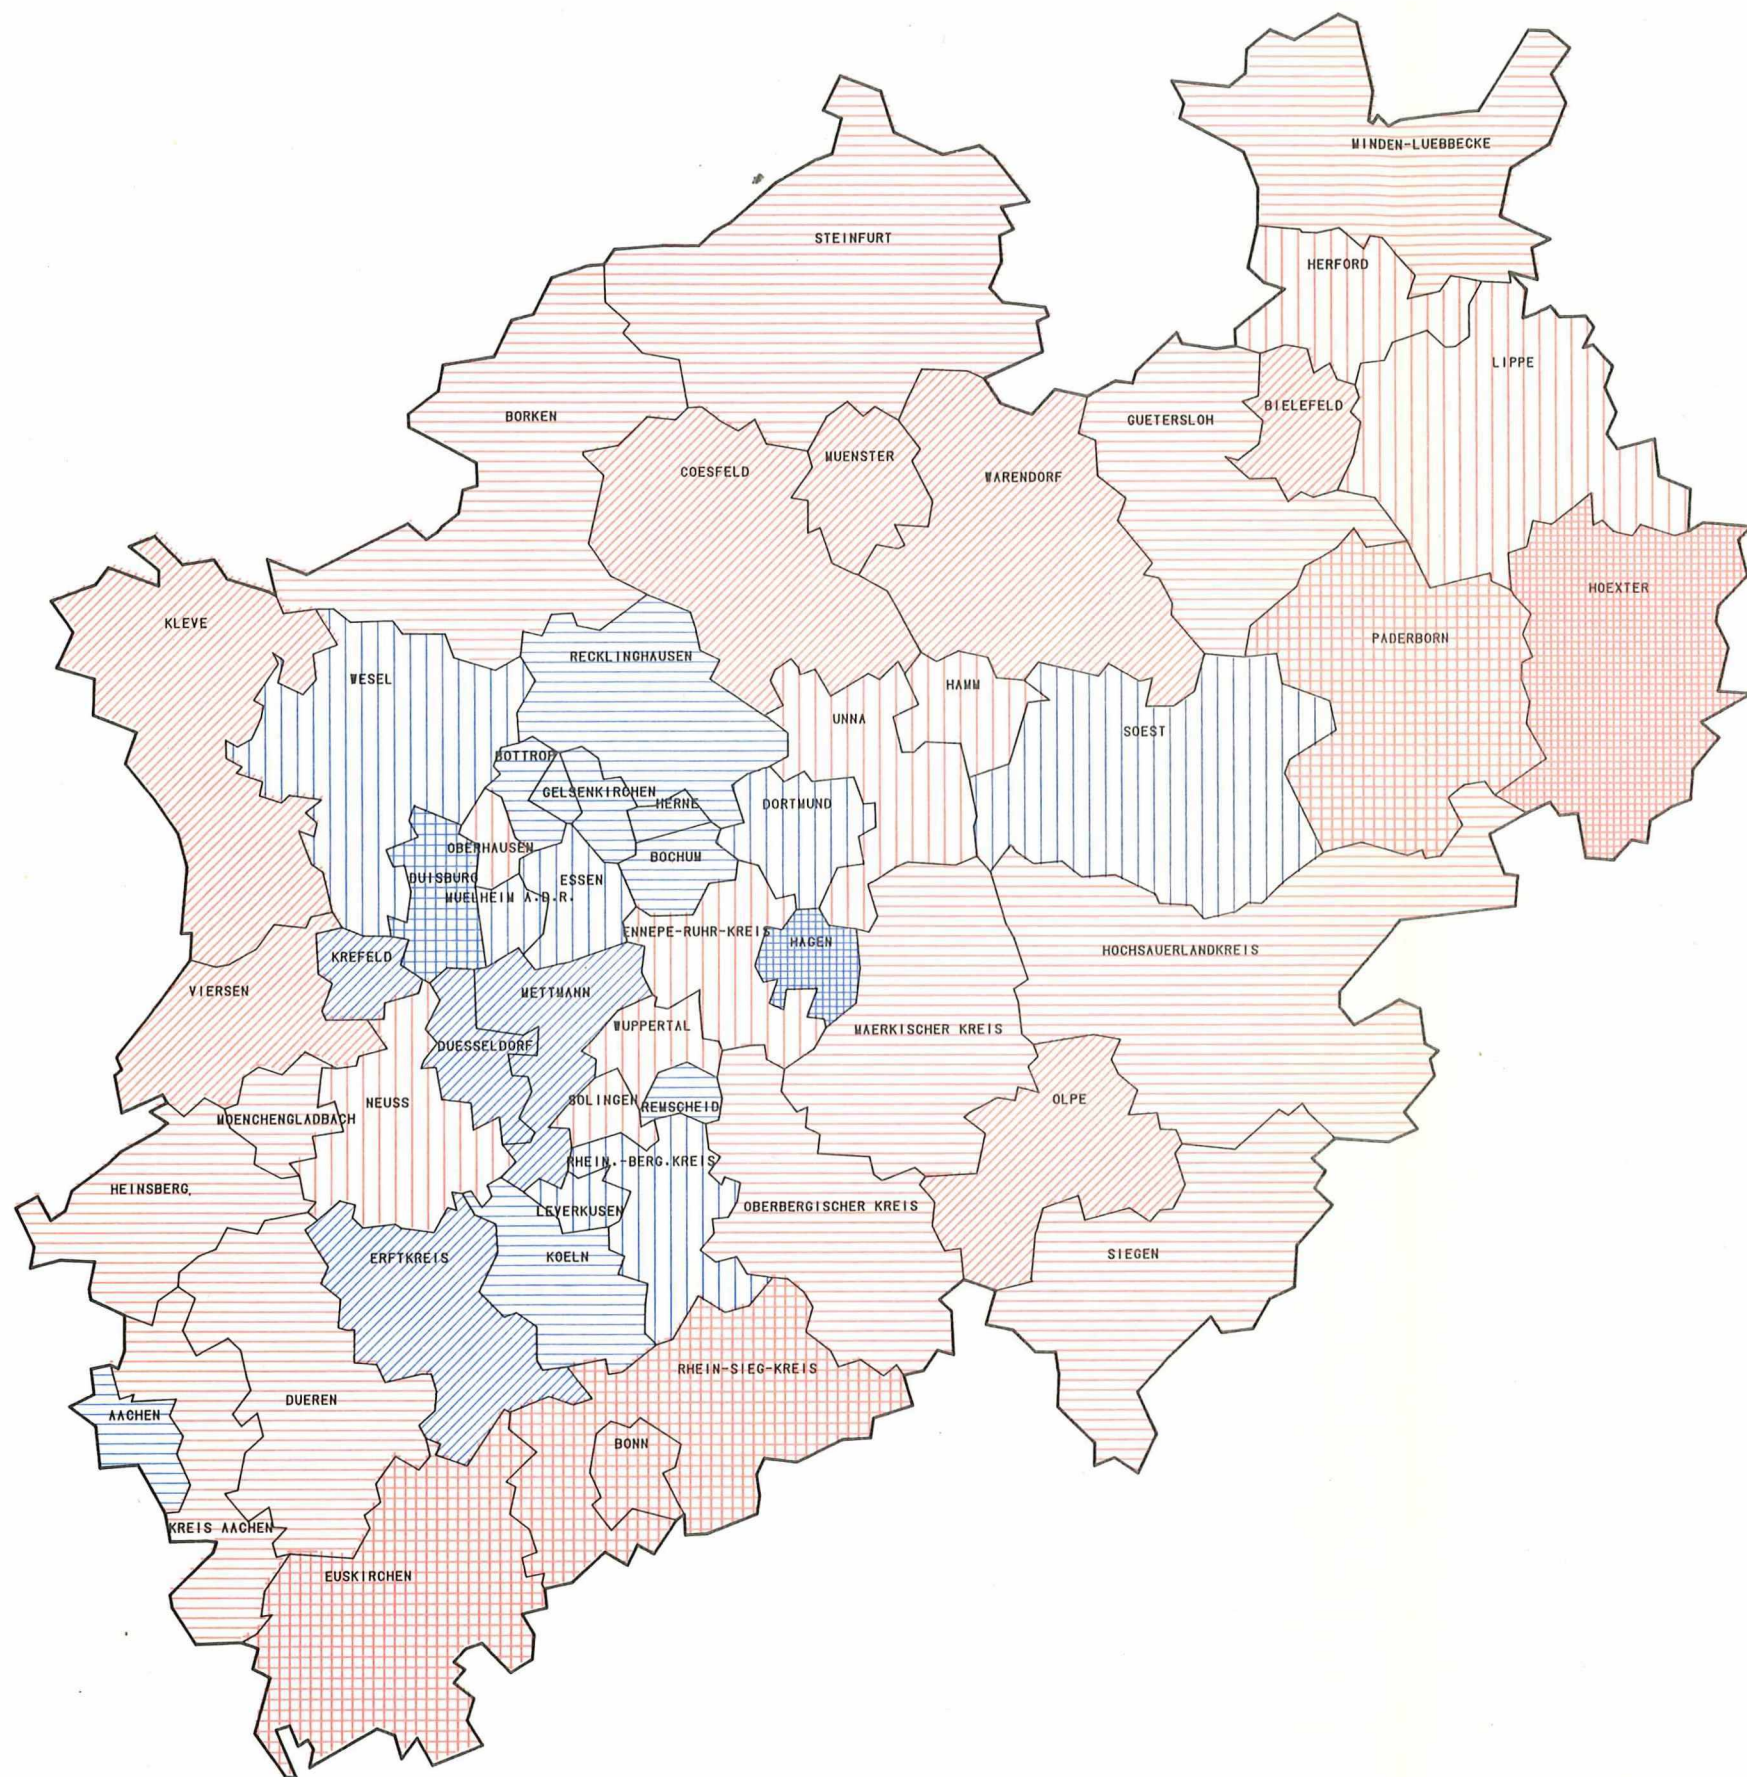 MINDEN-LUEBBECKE
STEINFURT
HERFORD
LIPPE
BORKEN
BIELEFELD
GUETERSLOH
MUENSTER
COESFELD
WARENDORF
HOEXTER
KLEVE
PADERBORN
RECKLINGHAUSEN
WESEL
HAMM
UNNA
SOEST
BOTTROP
GELSENKIRCHEN
HERNE
DORTMUND
OBERHAUSEN
BOCHUM
DUISBURG
ESSEN
MUELHEIM A.D.R.
ENNEPE-RUHR-KREIS
HAGEN
HOCHSAUERLANDKREIS
KREFELD
VIERSEN
METTMANN
WUPPERTAL
MAERKISCHER KREIS
DUESSELDORF
NEUSS
SOLINGEN
REMSCHEID
OLPE
MOENCHENGLADBACH
RHEIN.-BERG.KREIS
HEINSBERG
LEVERKUSEN
OBERBERGISCHER KREIS
ERFTKREIS
KOELN
SIEGEN
RHEIN-SIEG-KREIS
DUEREN
AACHEN
BONN
KREIS AACHEN
EUSKIRCHEN